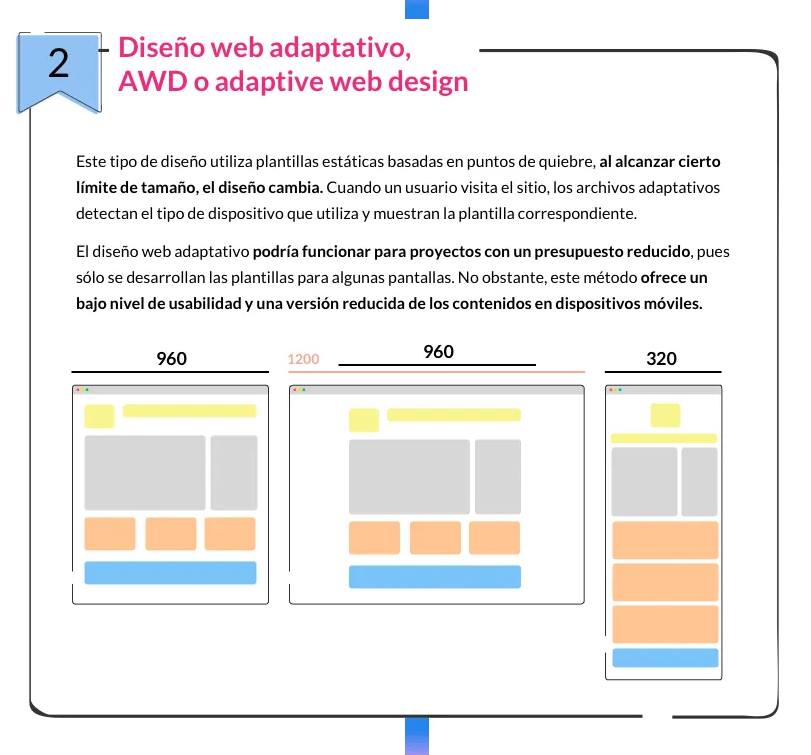 2
Diseño web adaptativo,
AWD o adaptive web design
Este tipo de diseño utiliza plantillas estáticas basadas en puntos de quiebre, al alcanzar cierto
límite de tamaño, el diseño cambia. Cuando un usuario visita el sitio, los archivos adaptativos
detectan el tipo de dispositivo que utiliza y muestran la plantilla correspondiente.
El diseño web adaptativo podría funcionar para proyectos con un presupuesto reducido, pues
sólo se desarrollan las plantillas para algunas pantallas. No obstante, este método ofrece un
bajo nivel de usabilidad y una versión reducida de los contenidos en dispositivos móviles.
960
1200
960
320